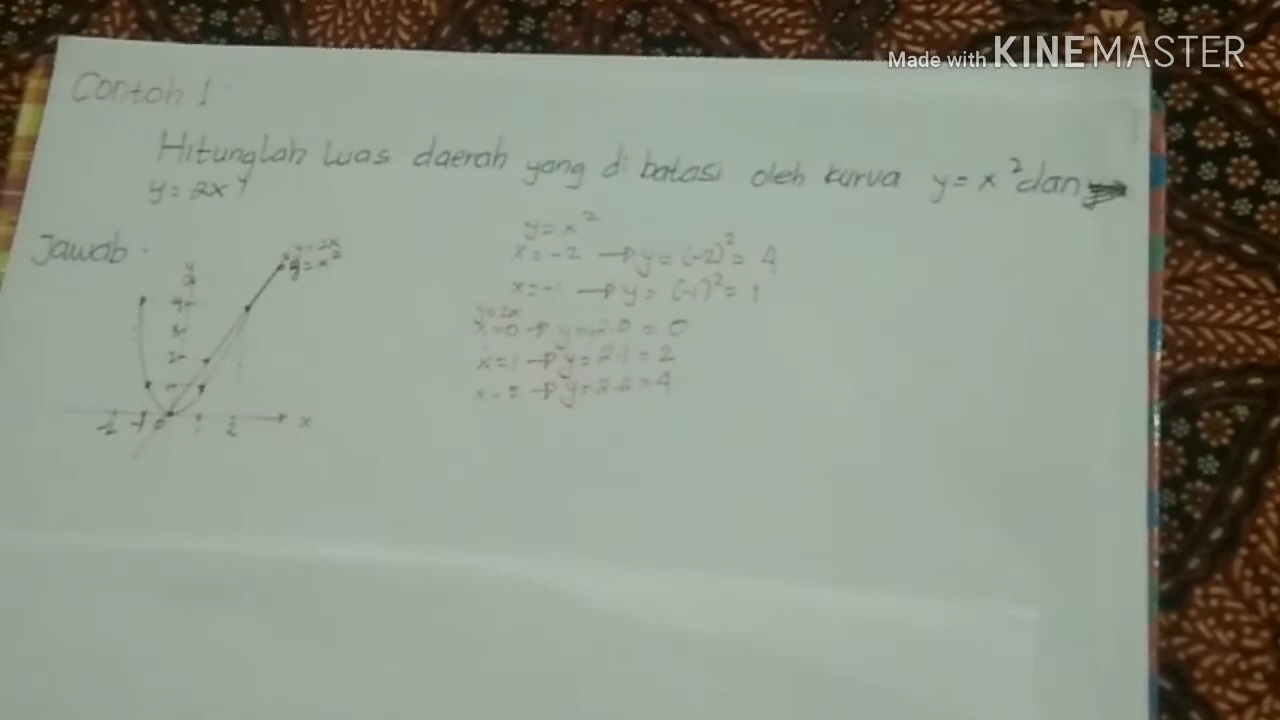 Made with KINEMASTER
Contoh 1
Hitunglah luas daerah yang di batasi oleh kurva y = x² dan
y = 2x
Jawab
y = x²
x = -2 → y = (-2)² = 4
x = -1 → y = (-1)² = 1
y = 2x
x = 0 → y = 2.0 = 0
x = 1 → y = 2.1 = 2
→ y = 2.2 = 4
y = 2x
y = x²
y
4
3
2
-2 -1 0 1 2 x